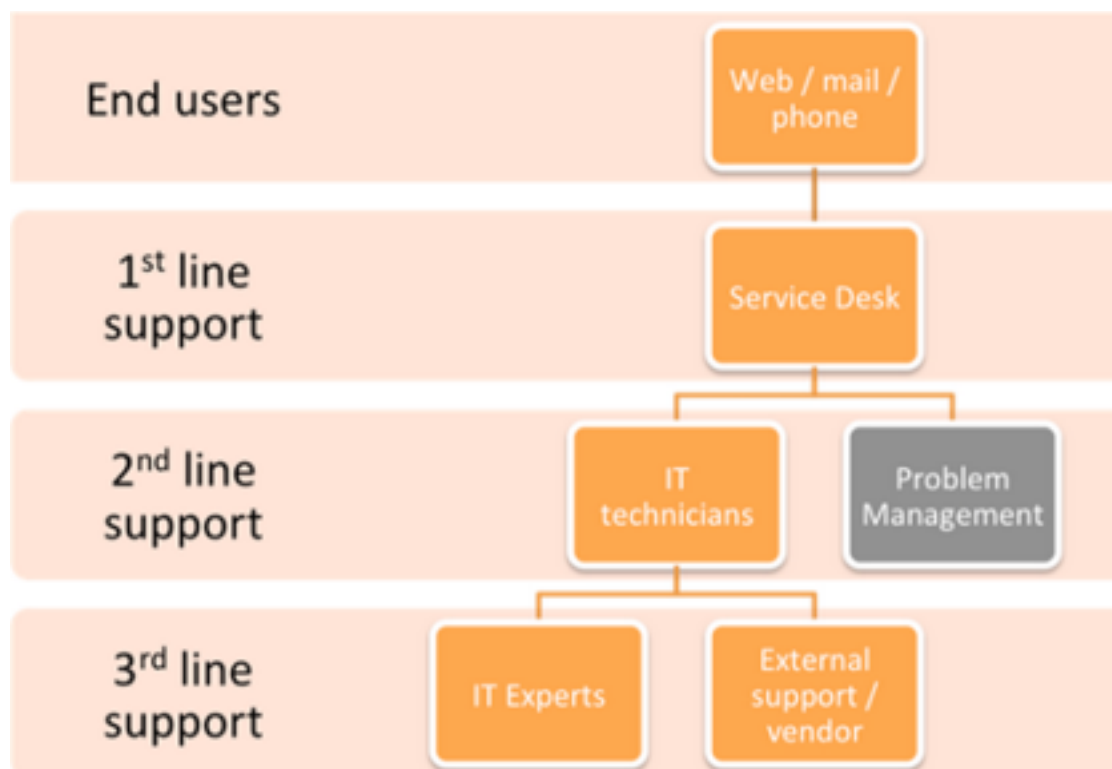 End users
Web / mail /
phone
1st line
support
Service Desk
2nd line
support
IT
technicians
Problem
Management
3rd line
support
IT Experts
External
support /
vendor